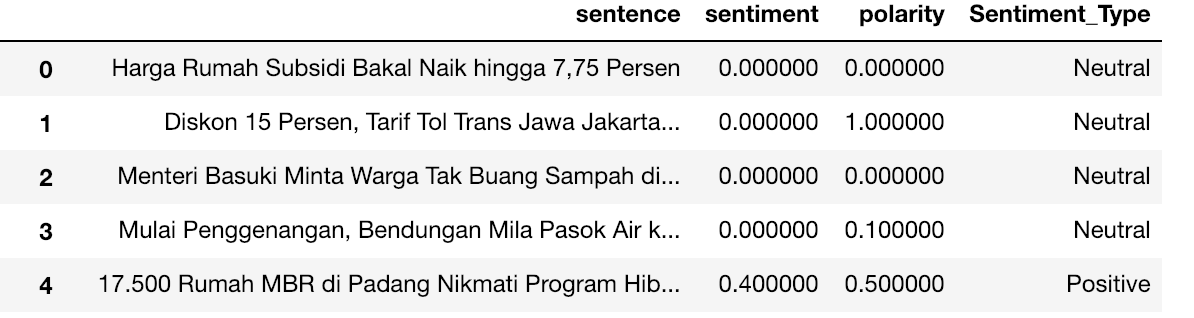 sentence sentiment polarity Sentiment_Type
0 Harga Rumah Subsidi Bakal Naik hingga 7,75 Persen 0.000000 0.000000 Neutral
1 Diskon 15 Persen, Tarif Tol Trans Jawa Jakarta... 0.000000 1.000000 Neutral
2 Menteri Basuki Minta Warga Tak Buang Sampah di... 0.000000 0.000000 Neutral
3 Mulai Penggenangan, Bendungan Mila Pasok Air k... 0.000000 0.100000 Neutral
4 17.500 Rumah MBR di Padang Nikmati Program Hib... 0.400000 0.500000 Positive